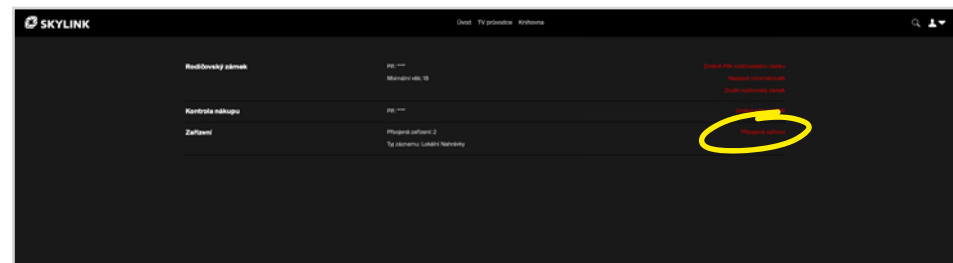 SKYLINK
Úvod TV průvodce Knihovna
Rodičovský zámek
PIN: ****
Minimální věk: 18
Změnit PIN rodičovského zámku
Nastavit minimální věk
Zrušit rodičovský zámek
Kontrola nákupu
PIN: ****
Zařízení
Připojená zařízení: 2
Připojená zařízení
Typ záznamu: Lokální Nahrávky